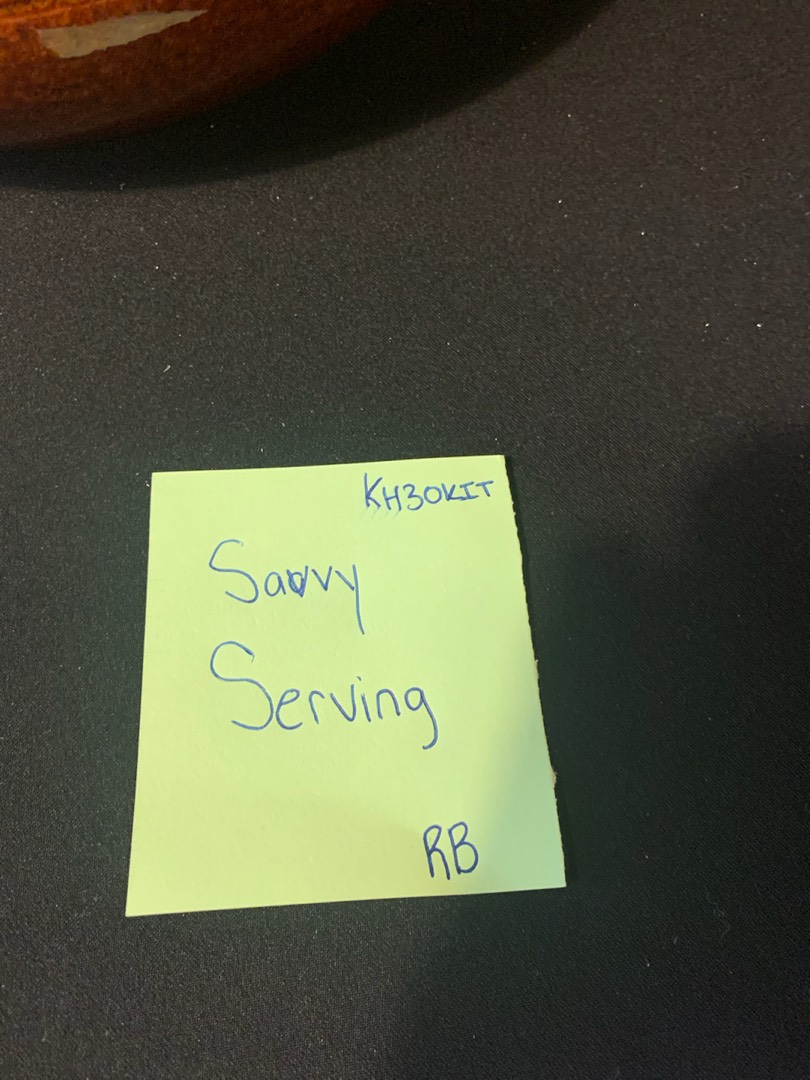 KH30KIT
Savvy
Serving
RB